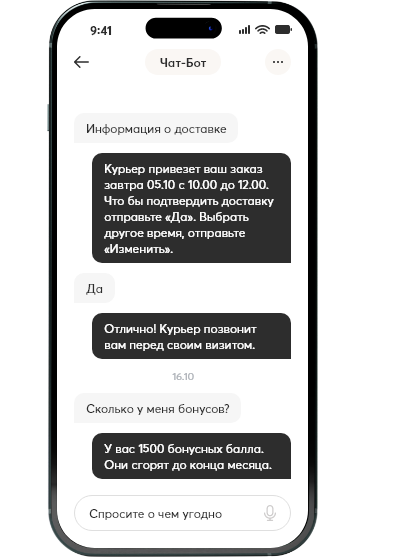 9:41
Чат-Бот
Информация о доставке
Курьер привезет ваш заказ
завтра 05.10 с 10.00 до 12.00.
Что бы подтвердить доставку
отправьте «Да». Выбрать
другое время, отправьте
«Изменить».
Да
Отлично! Курьер позвонит
вам перед своим визитом.
16.10
Сколько у меня бонусов?
У вас 1500 бонусных балла.
Они сгорят до конца месяца.
Спросите о чем угодно